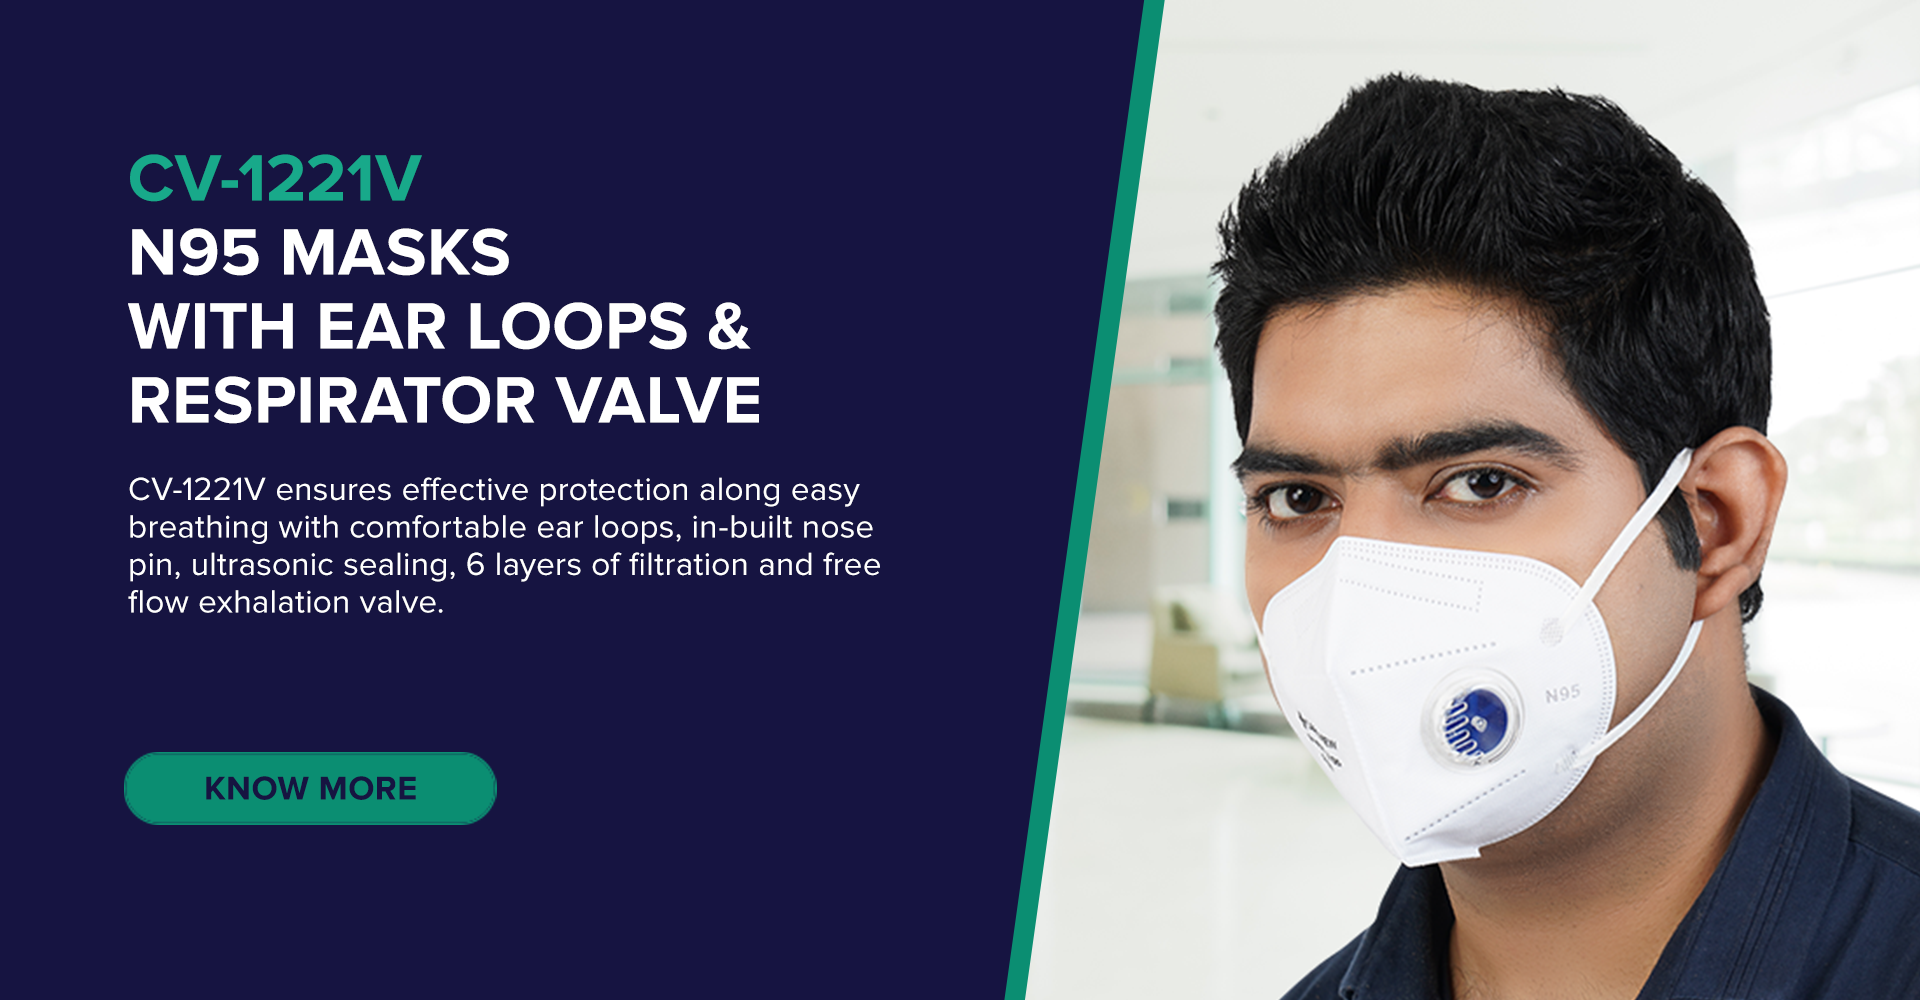 CV-1221V
N95 MASKS
WITH EAR LOOPS &
RESPIRATOR VALVE
CV-1221V ensures effective protection along easy
breathing with comfortable ear loops, in-built nose
pin, ultrasonic sealing, 6 layers of filtration and free
flow exhalation valve.
KNOW MORE
N95